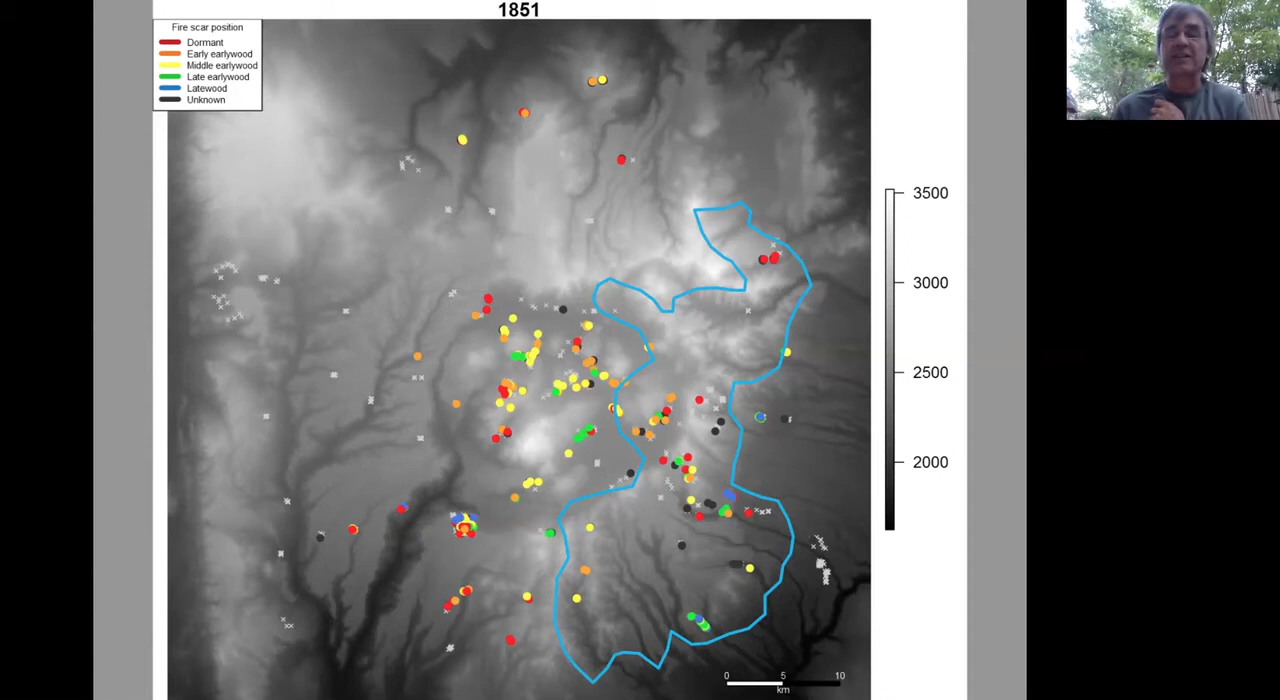 1851
Fire scar position
Dormant
Early earlywood
Middle earlywood
Late earlywood
Latewood
Unknown
3500
3000
2500
2000
0 5 10
km